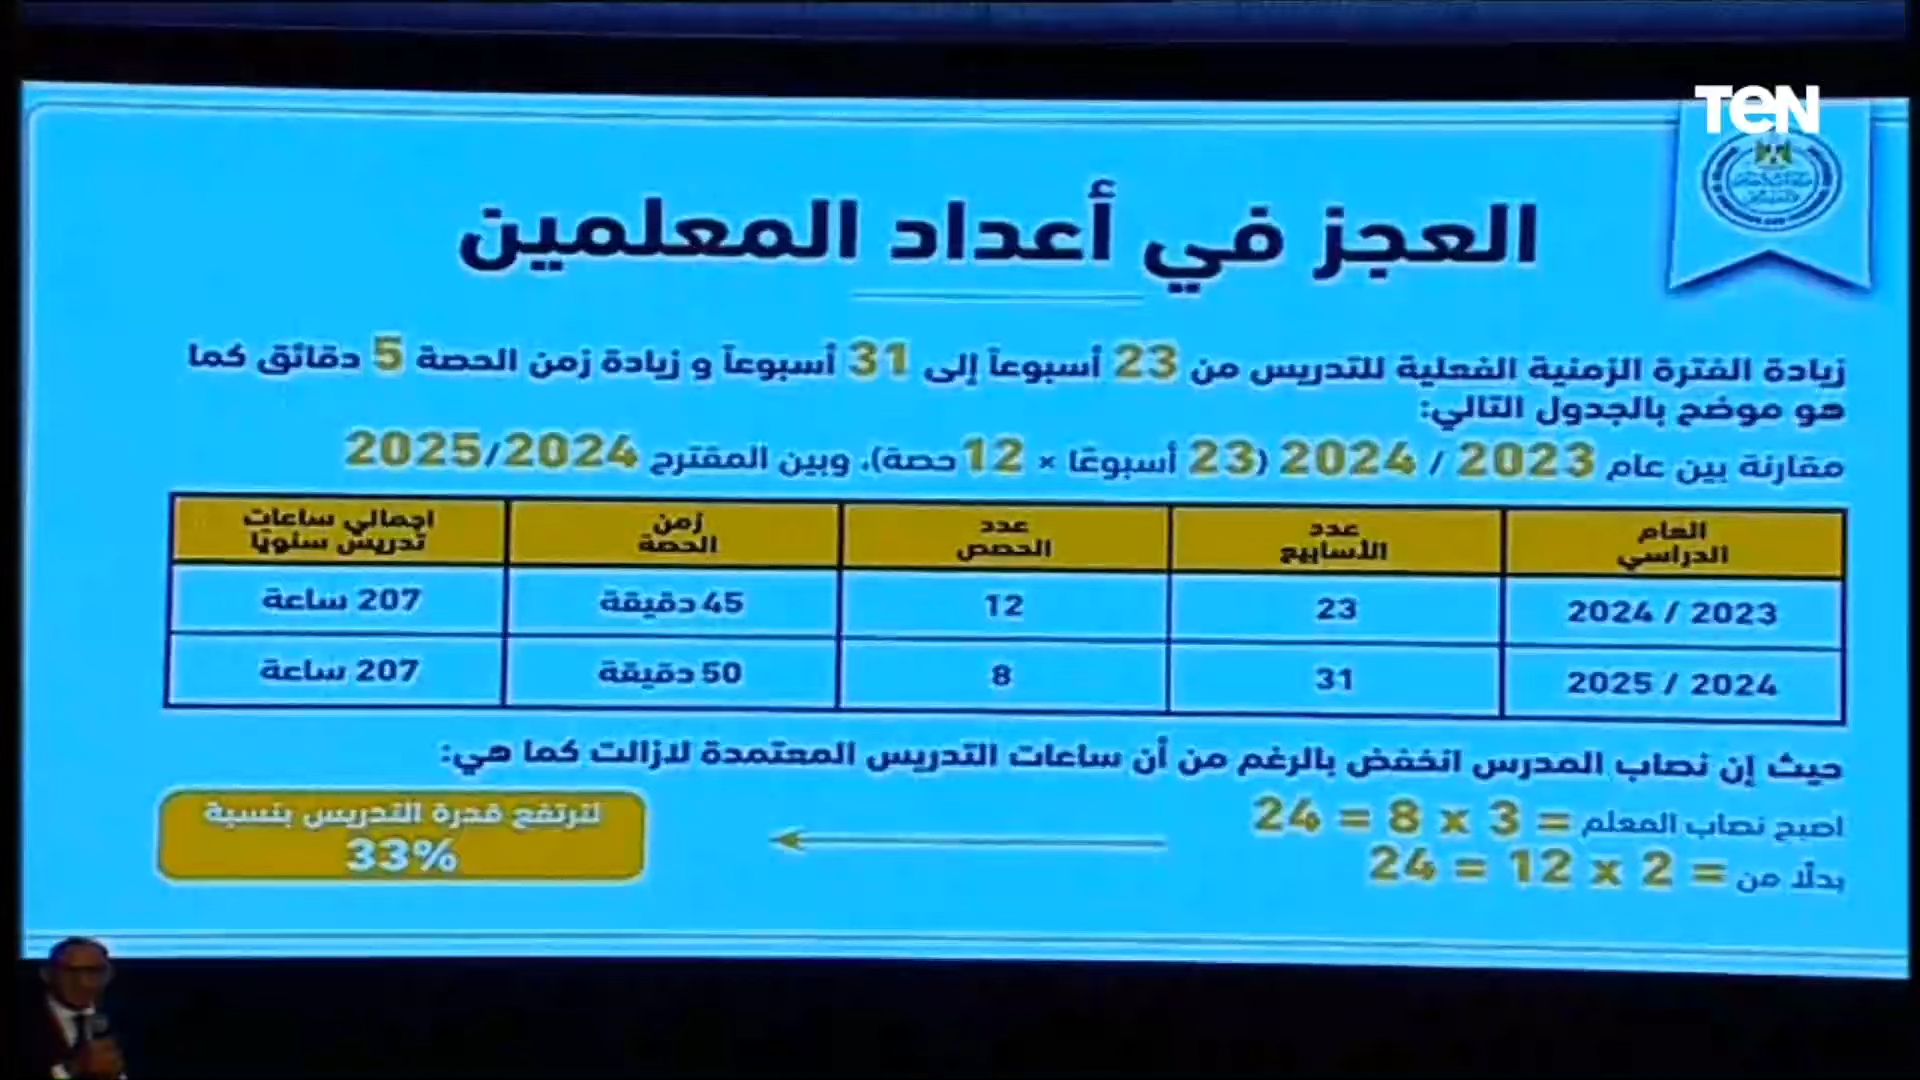 TEN
العجز في أعداد المعلمين
زيادة الفترة الزمنية الفعلية للتدريس من 23 أسبوعاً إلى 31 أسبوعاً و زيادة زمن الحصة 5 دقائق كما
هو موضح بالجدول التالي:
مقارنة بين عام 2023 / 2024 (23 أسبوعًا × 12 حصة)، وبين المقترح 2025/2024
العام الدراسي | عدد الأسابيع | عدد الحصص | زمن الحصة | اجمالي ساعات تدريس سنويًا
2024 / 2023 | 23 | 12 | 45 دقيقة | 207 ساعة
2025 / 2024 | 31 | 8 | 50 دقيقة | 207 ساعة
حيث إن نصاب المدرس انخفض بالرغم من أن ساعات التدريس المعتمدة لازالت كما هي:
اصبح نصاب المعلم = 3 x 8 = 24
بدلًا من = 2 x 12 = 24
لترتفع قدرة التدريس بنسبة
33%